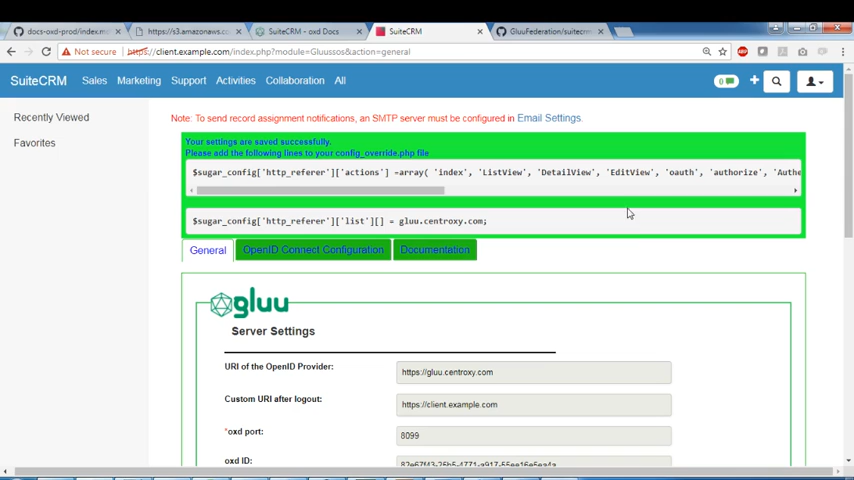 docs-oxd-prod/index.m
https://s3.amazonaws.co
SuiteCRM - oxd Docs
SuiteCRM
GluuFederation/suitecrm
Not secure
https://client.example.com/index.php?module=Gluussos&action=general
SuiteCRM
Sales
Marketing
Support
Activities
Collaboration
All
0
Recently Viewed
Favorites
Note: To send record assignment notifications, an SMTP server must be configured in Email Settings.
Your settings are saved successfully.
Please add the following lines to your config_override.php file
$sugar_config['http_referer']['actions'] =array( 'index', 'ListView', 'DetailView', 'EditView', 'oauth', 'authorize', 'Authe
$sugar_config['http_referer']['list'][] = gluu.centroxy.com;
General
OpenID Connect Configuration
Documentation
gluu
Server Settings
URI of the OpenID Provider:
https://gluu.centroxy.com
Custom URI after logout:
https://client.example.com
*oxd port:
8099
oxd ID: